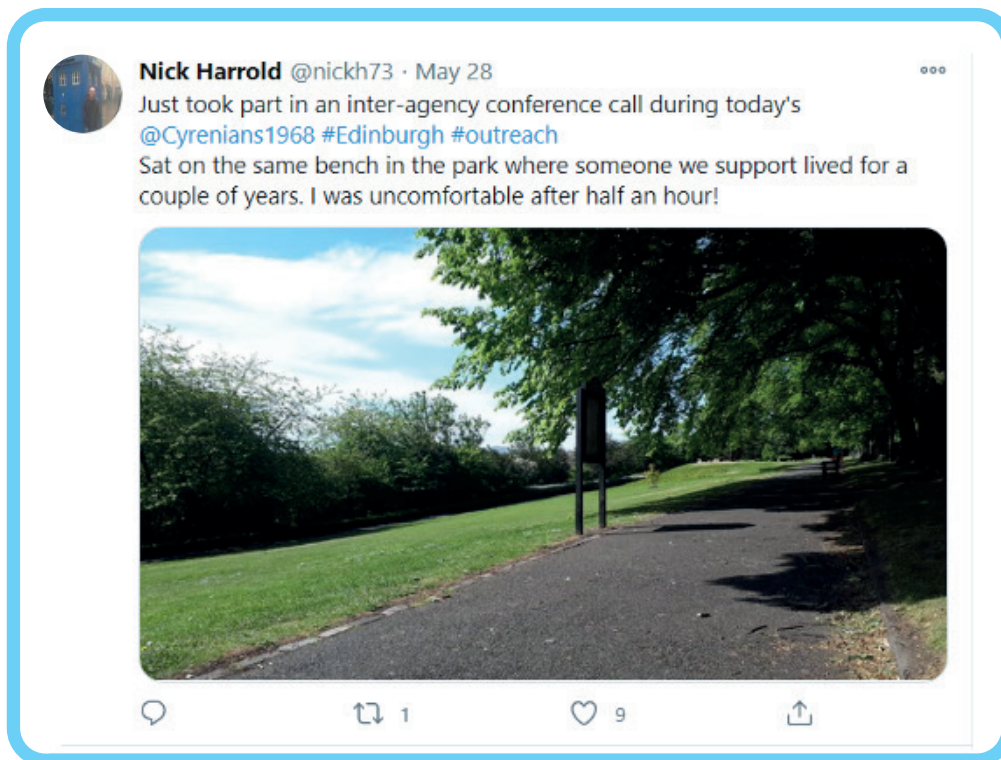 Nick Harrold @nickh73 · May 28
Just took part in an inter-agency conference call during today's
@Cyrenians1968 #Edinburgh #outreach
Sat on the same bench in the park where someone we support lived for a
couple of years. I was uncomfortable after half an hour!
1 9